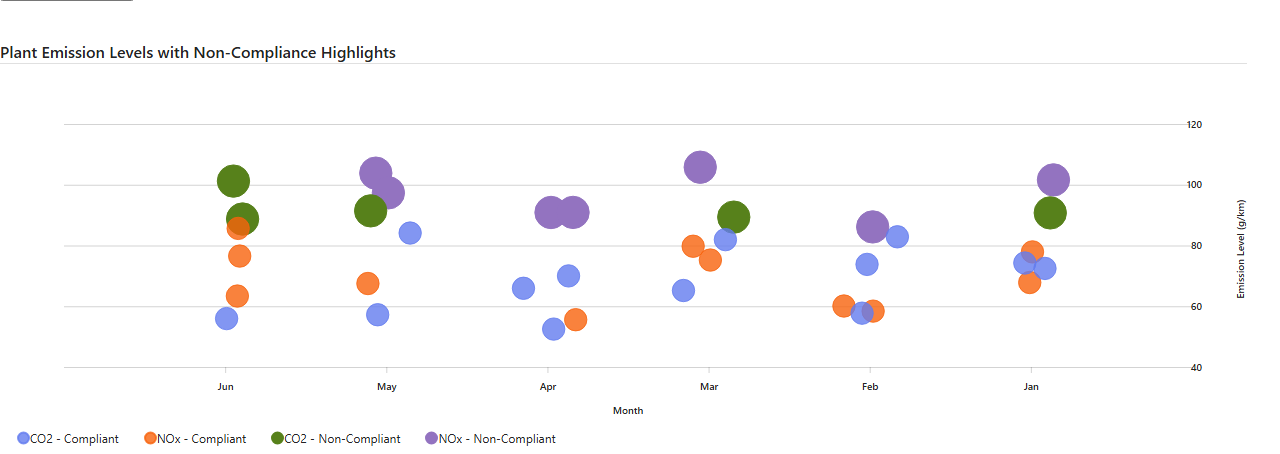 Plant Emission Levels with Non-Compliance Highlights
120
100
80
60
40
Emission Level (g/km)
Jun May Apr Mar Feb Jan
Month
CO2 - Compliant NOx - Compliant CO2 - Non-Compliant NOx - Non-Compliant